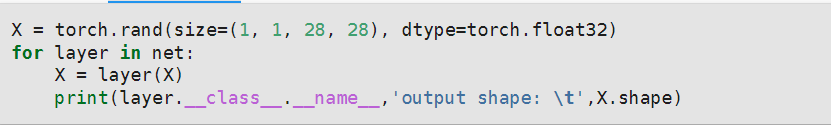 X = torch.rand(size=(1, 1, 28, 28), dtype=torch.float32)
for layer in net:
    X = layer(X)
    print(layer.__class__.__name__,'output shape: \t',X.shape)